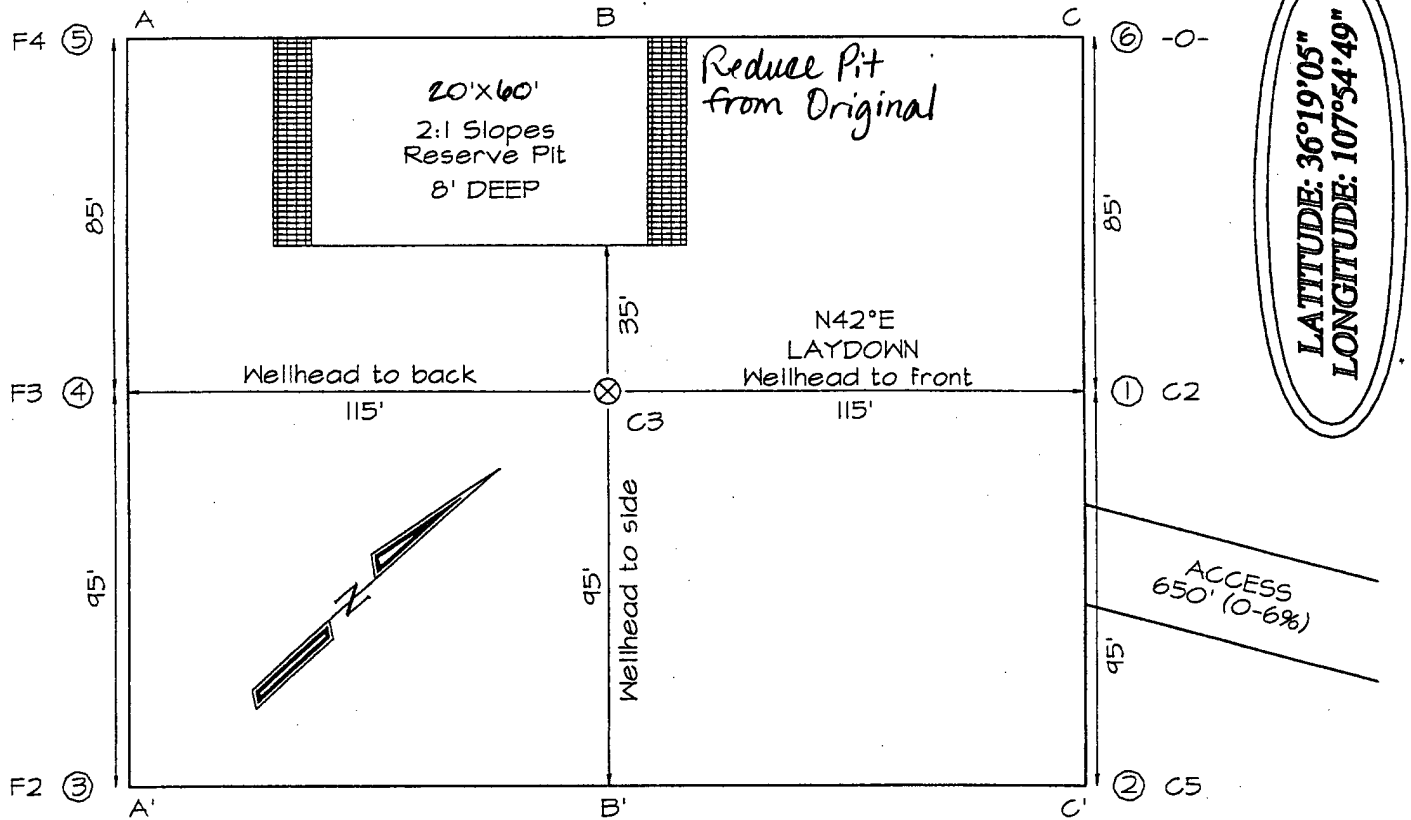 A B C
F4 ⑤ ⑥ -0-
20'X60'
2:1 Slopes
Reserve Pit
8' DEEP
Reduce Pit
from Original
LATITUDE: 36°19'05"
LONGITUDE: 107°54'49"
85'
85'
35'
N42°E
LAYDOWN
Wellhead to back
Wellhead to front
F3 ④ ① C2
115'
115'
C3
N
Wellhead to side
95'
95'
95'
ACCESS
650' (0-6%)
F2 ③ ② C5
A' B' C'